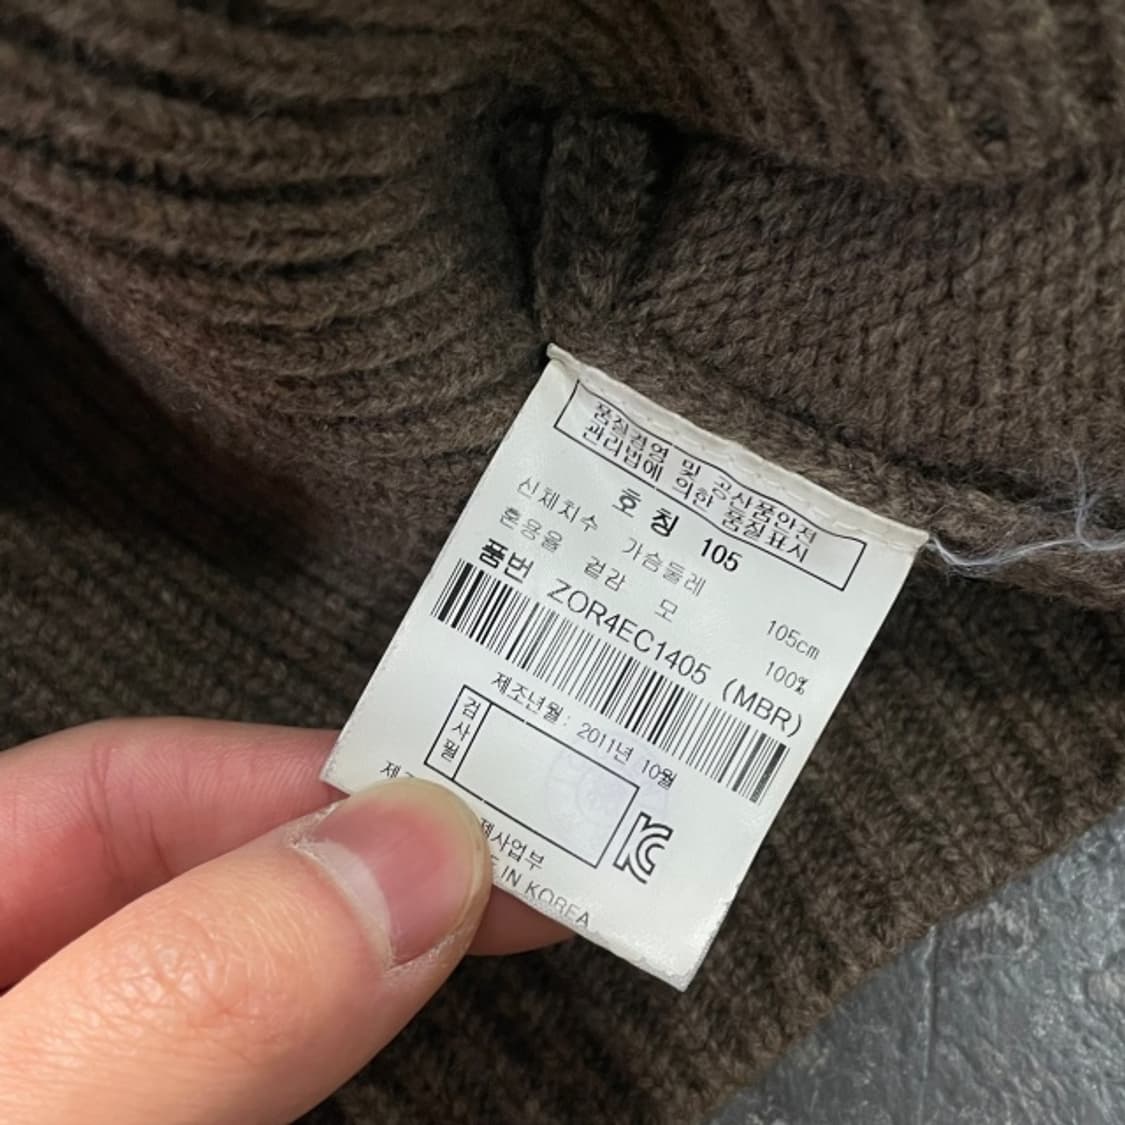 품질경영 및 공산품안전
관리법에 의한 품질표시
호칭 105
신체치수 가슴둘레 105cm
혼용율 겉감 모 100%
품번 ZOR4EC1405 (MBR)
제조년월: 2011년 10월
검사필
제사업부
IN KOREA